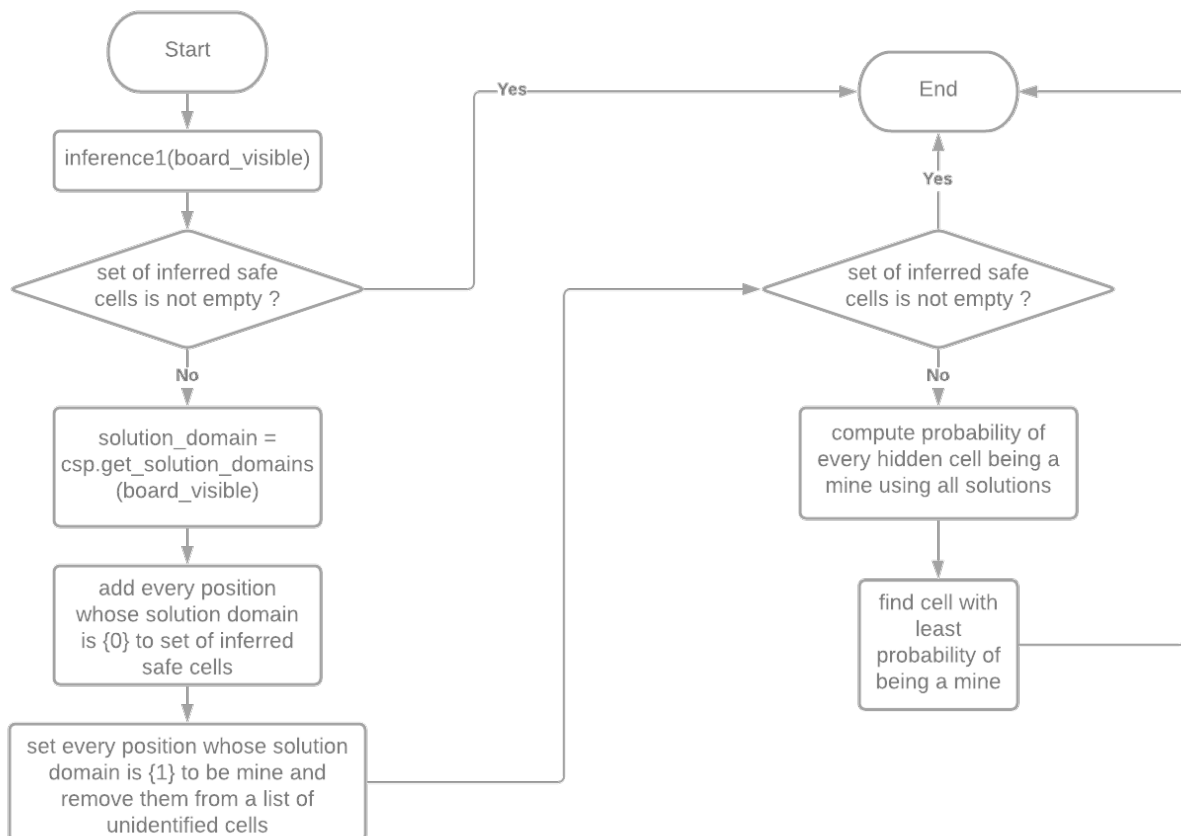 Start
inference1(board_visible)
set of inferred safe
cells is not empty ?
Yes
No
solution_domain =
csp.get_solution_domains
(board_visible)
add every position
whose solution domain
is {0} to set of inferred
safe cells
set every position whose solution
domain is {1} to be mine and
remove them from a list of
unidentified cells
End
Yes
set of inferred safe
cells is not empty ?
No
compute probability of
every hidden cell being a
mine using all solutions
find cell with
least
probability of
being a mine